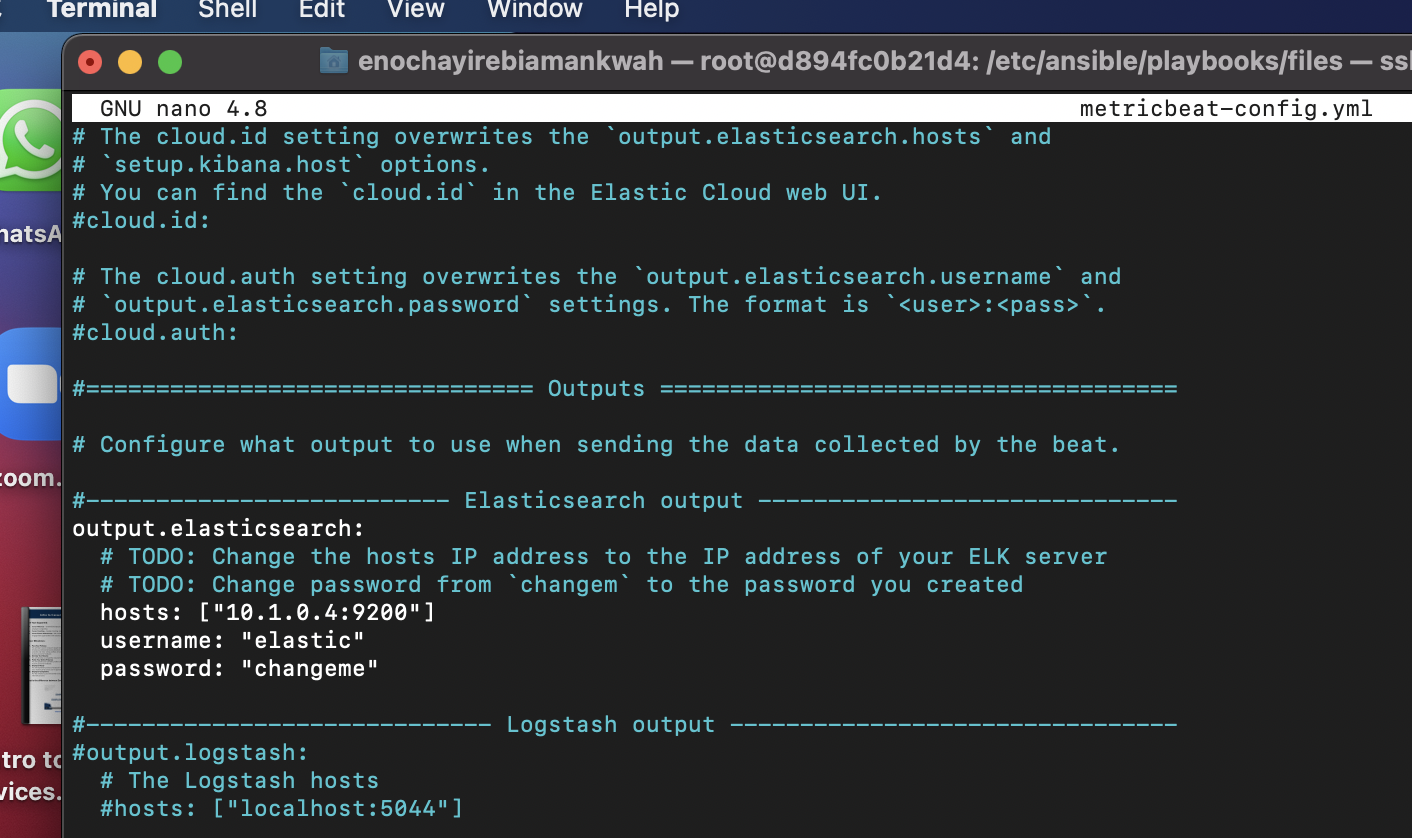 Terminal Shell Edit View Window Help
enochayirebiamankwah — root@d894fc0b21d4: /etc/ansible/playbooks/files — ss
GNU nano 4.8 metricbeat-config.yml
# The cloud.id setting overwrites the `output.elasticsearch.hosts` and
# `setup.kibana.host` options.
# You can find the `cloud.id` in the Elastic Cloud web UI.
#cloud.id:
# The cloud.auth setting overwrites the `output.elasticsearch.username` and
# `output.elasticsearch.password` settings. The format is `<user>:<pass>`.
#cloud.auth:
#================================ Outputs =====================================
# Configure what output to use when sending the data collected by the beat.
#-------------------------- Elasticsearch output ------------------------------
output.elasticsearch:
# TODO: Change the hosts IP address to the IP address of your ELK server
# TODO: Change password from `changem` to the password you created
hosts: ["10.1.0.4:9200"]
username: "elastic"
password: "changeme"
#----------------------------- Logstash output --------------------------------
#output.logstash:
# The Logstash hosts
#hosts: ["localhost:5044"]
hatsA
zoom.
tro to
vices.